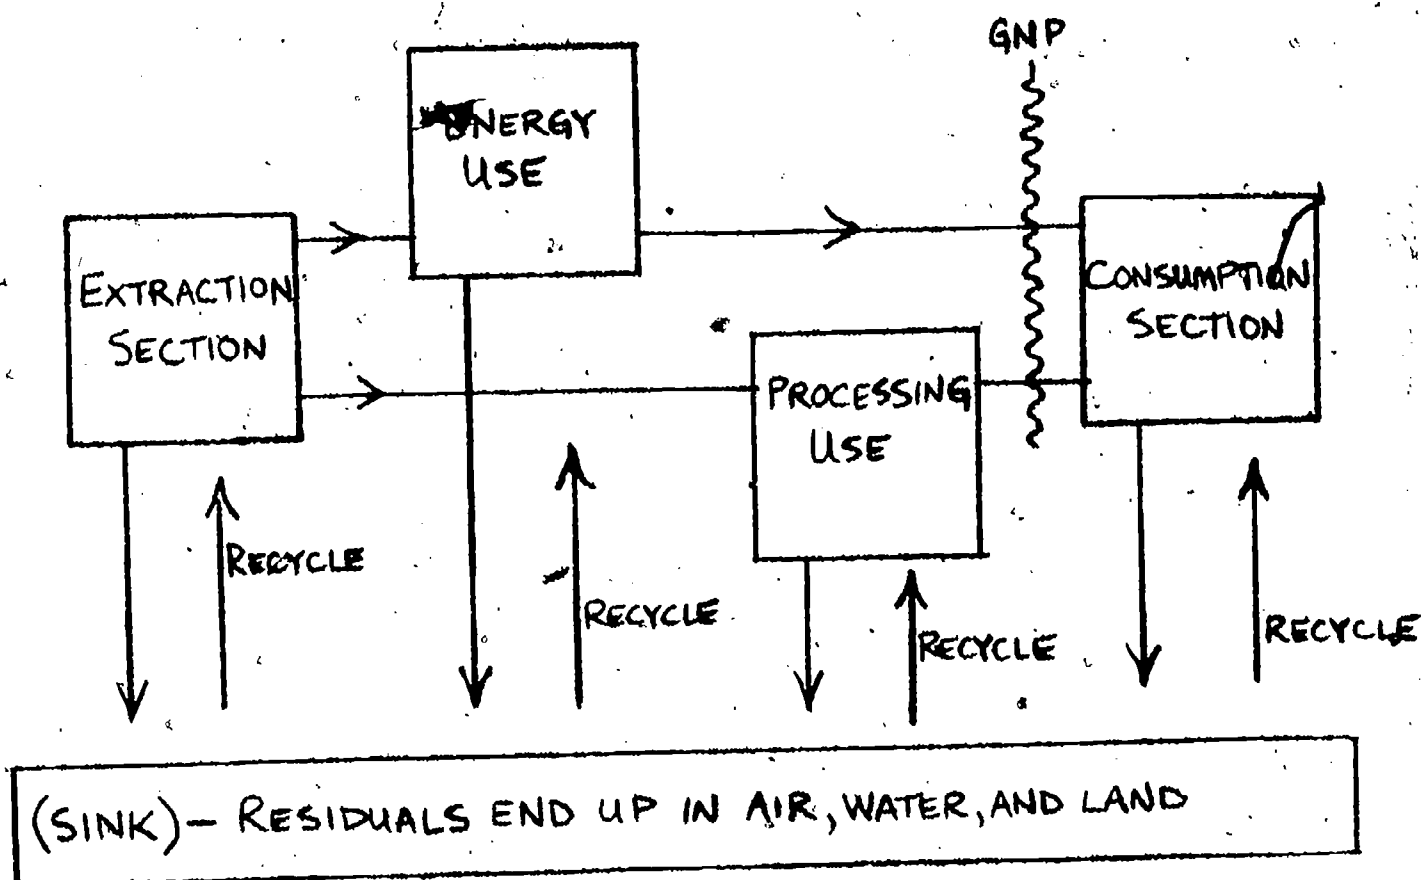 GNP
ENERGY
USE
EXTRACTION
SECTION
CONSUMPTION
SECTION
PROCESSING
USE
RECYCLE
RECYCLE
RECYCLE
RECYCLE
(SINK) – RESIDUALS END UP IN AIR, WATER, AND LAND